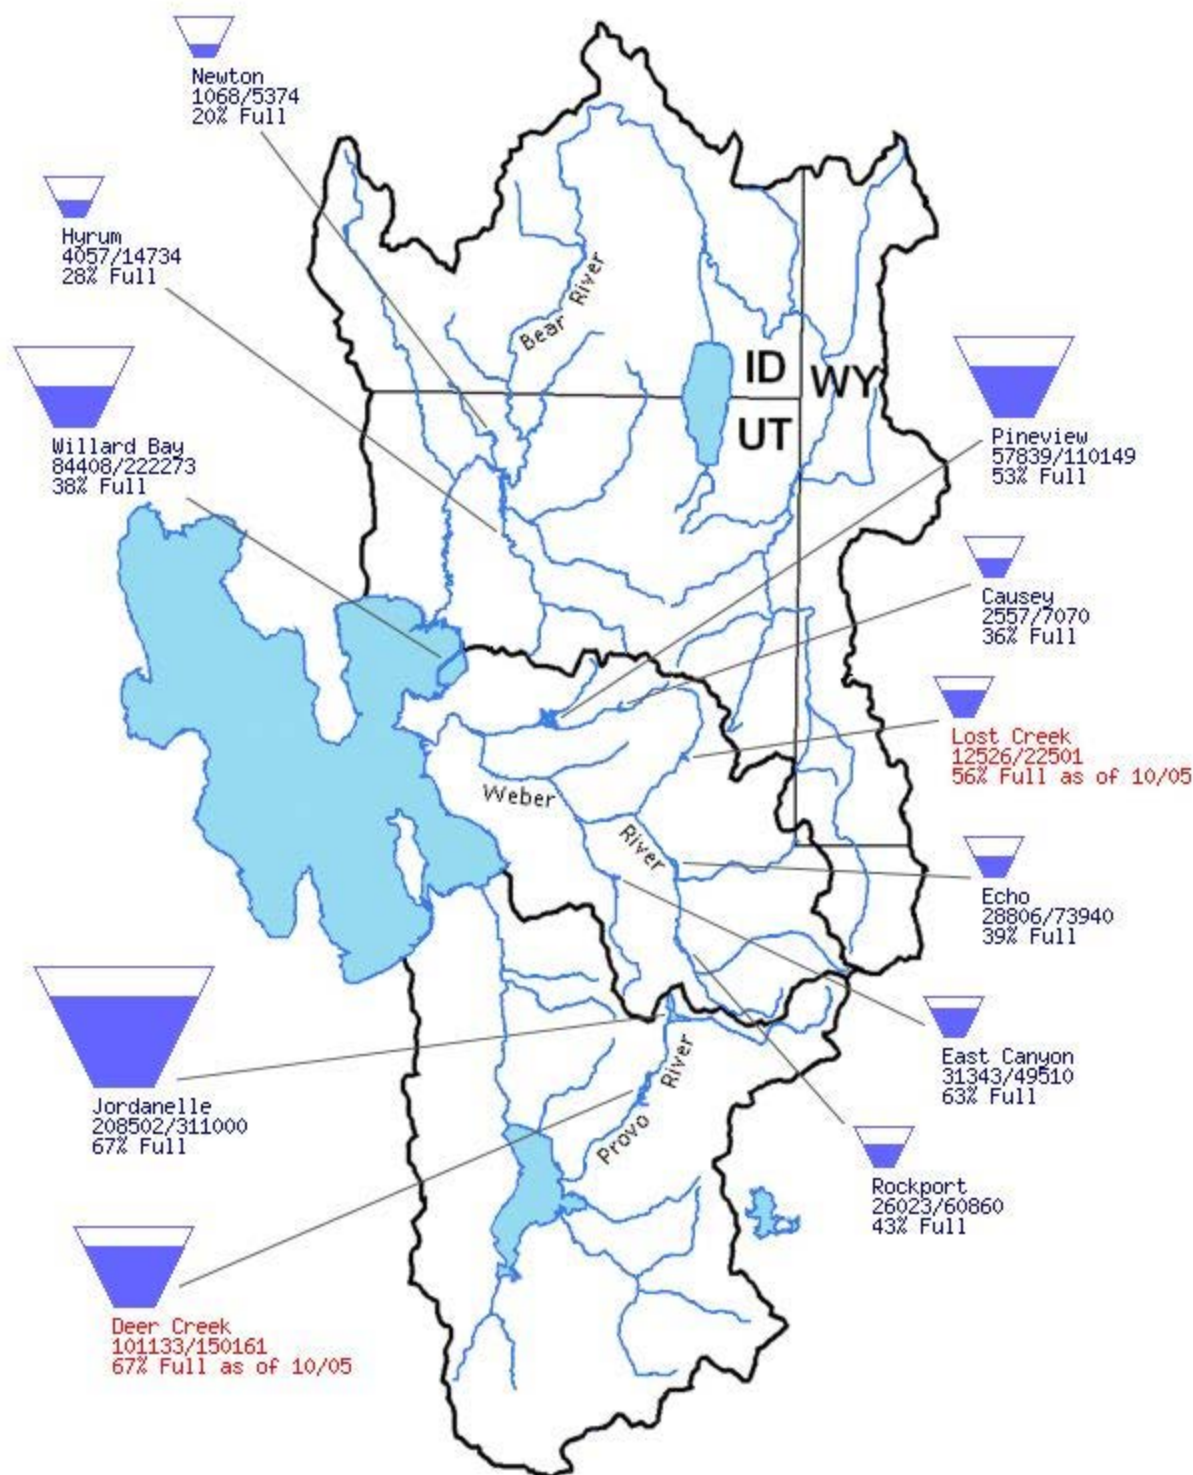 Newton
1068/5374
20% Full
Hyrum
4057/14734
28% Full
Bear River
ID
WY
UT
Willard Bay
84408/222273
38% Full
Pineview
57839/110149
53% Full
Causey
2557/7070
36% Full
Lost Creek
12526/22501
56% Full as of 10/05
Weber River
Echo
28806/73940
39% Full
East Canyon
31343/49510
63% Full
Jordanelle
208502/311000
67% Full
Provo River
Rockport
26023/60860
43% Full
Deer Creek
101133/150161
67% Full as of 10/05